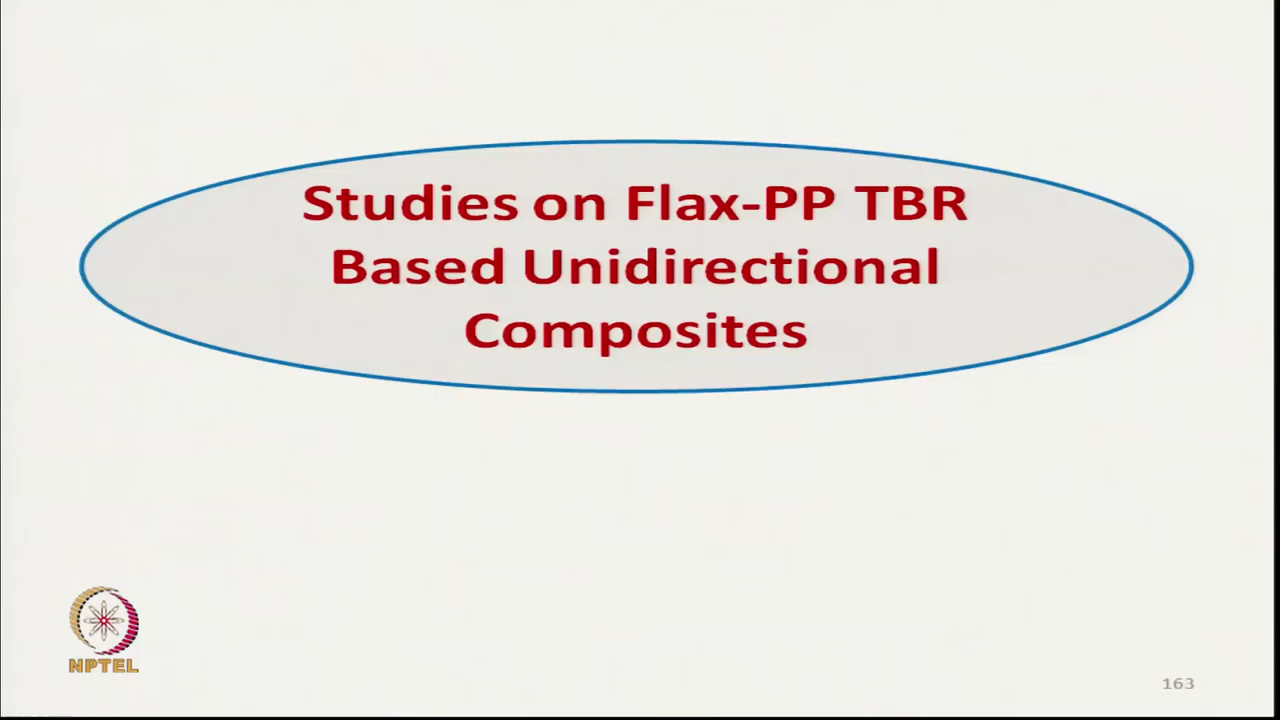 Studies on Flax-PP TBR
Based Unidirectional
Composites
NPTEL
163